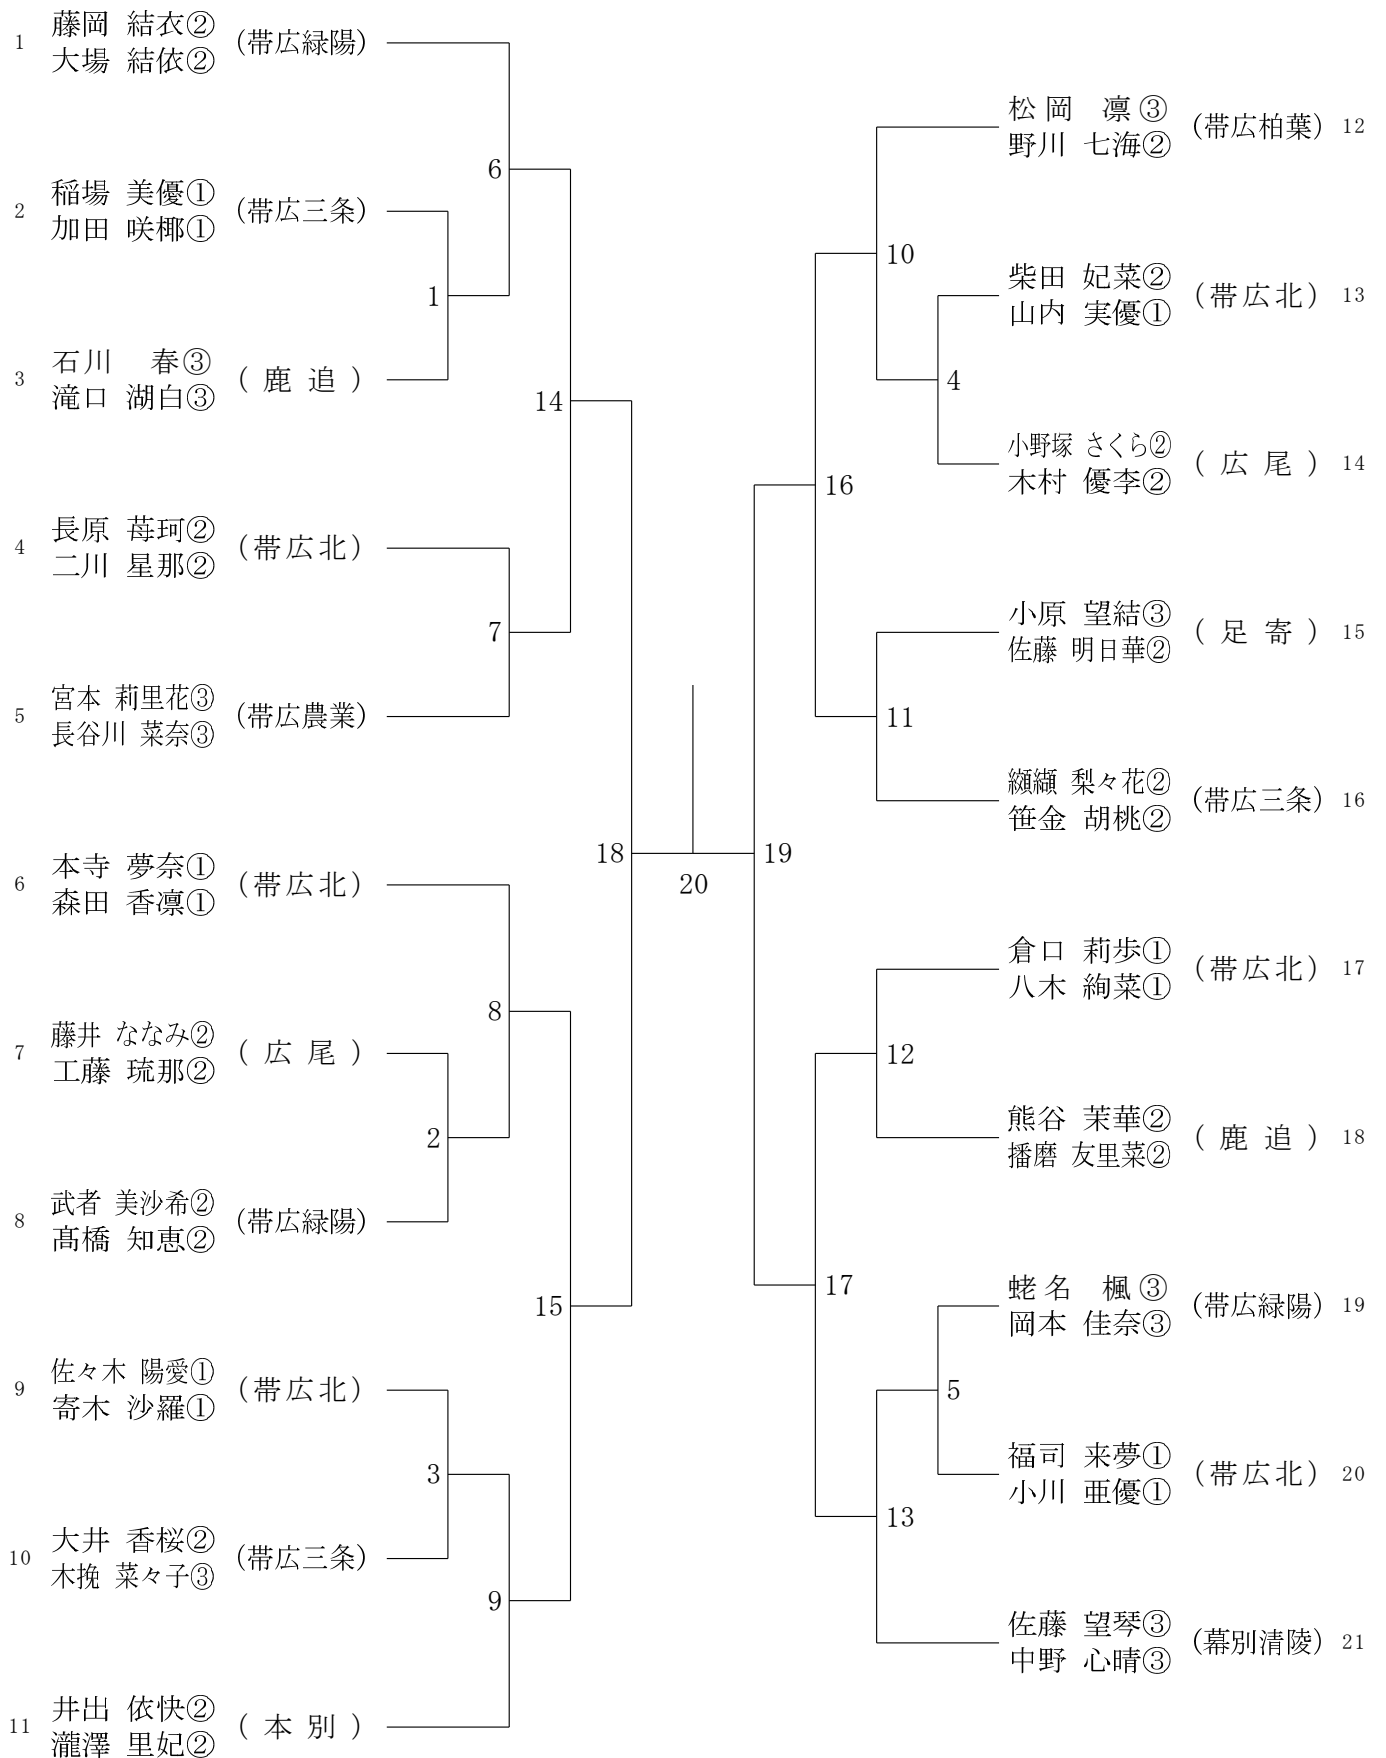 1 藤岡 結衣② (帯広緑陽)
大場 結依②
2 稲場 美優① (帯広三条)
加田 咲椰①
3 石川 春③ (鹿追)
滝口 湖白③
4 長原 苺珂② (帯広北)
二川 星那②
5 宮本 莉里花③ (帯広農業)
長谷川 菜奈③
6 本寺 夢奈① (帯広北)
森田 香凛①
7 藤井 ななみ② (広尾)
工藤 琉那②
8 武者 美沙希② (帯広緑陽)
髙橋 知恵②
9 佐々木 陽愛① (帯広北)
寄木 沙羅①
10 大井 香桜② (帯広三条)
木挽 菜々子③
11 井出 依快② (本別)
瀧澤 里妃②
6
1
14
7
8
2
15
3
9
18
20
19
16
10
4
11
17
12
5
13
松岡 凛③ (帯広柏葉) 12
野川 七海②
柴田 妃菜② (帯広北) 13
山内 実優①
小野塚 さくら② (広尾) 14
木村 優李②
小原 望結③ (足寄) 15
佐藤 明日華②
纐纈 梨々花② (帯広三条) 16
笹金 胡桃②
倉口 莉歩① (帯広北) 17
八木 絢菜①
熊谷 茉華② (鹿追) 18
播磨 友里菜②
蛯名 楓③ (帯広緑陽) 19
岡本 佳奈③
福司 来夢① (帯広北) 20
小川 亜優①
佐藤 望琴③ (幕別清陵) 21
中野 心晴③